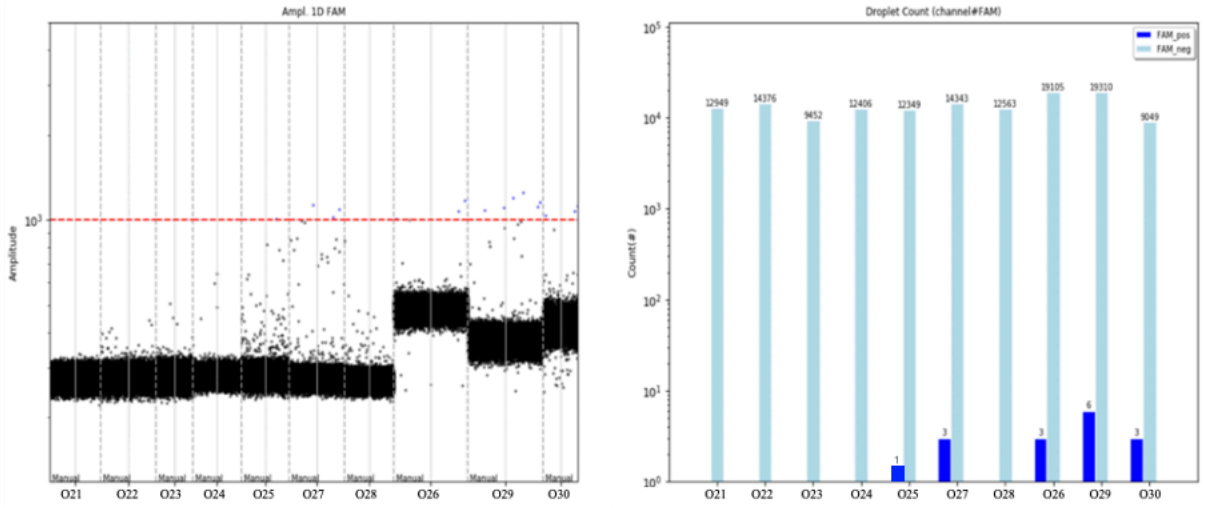 Ampl. 1D FAM
Amplitude
10³
Manual Manual Manual Manual Manual Manual Manual Manual Manual Manual
O21 O22 O23 O24 O25 O27 O28 O26 O29 O30
Droplet Count (channel#FAM)
FAM_pos
FAM_neg
Count(#)
10⁵
10⁴
10³
10²
10¹
10⁰
12949 14376 9452 12406 12349 14343 12563 19105 19310 9049
1 3 3 6 3
O21 O22 O23 O24 O25 O27 O28 O26 O29 O30